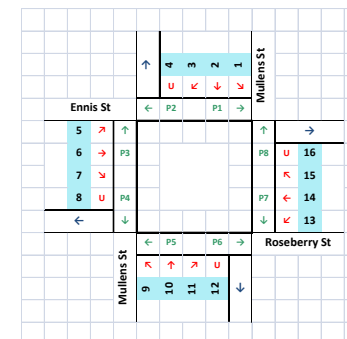 Mullens St
4 3 2 1
U
Ennis St
P2 P1
5
6 P3 P8 U 16
7 15
8 U P4 P7 14
13
P5 P6 Roseberry St
Mullens St
U
9 10 11 12